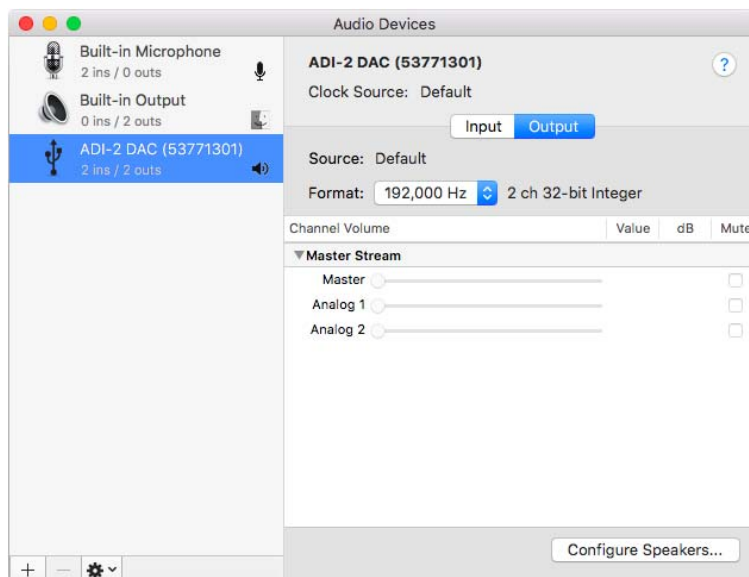 Audio Devices
Built-in Microphone
2 ins / 0 outs
Built-in Output
0 ins / 2 outs
ADI-2 DAC (53771301)
2 ins / 2 outs
ADI-2 DAC (53771301)
?
Clock Source: Default
Input Output
Source: Default
Format: 192,000 Hz 2 ch 32-bit Integer
Channel Volume Value dB Mute
Master Stream
Master
Analog 1
Analog 2
Configure Speakers...